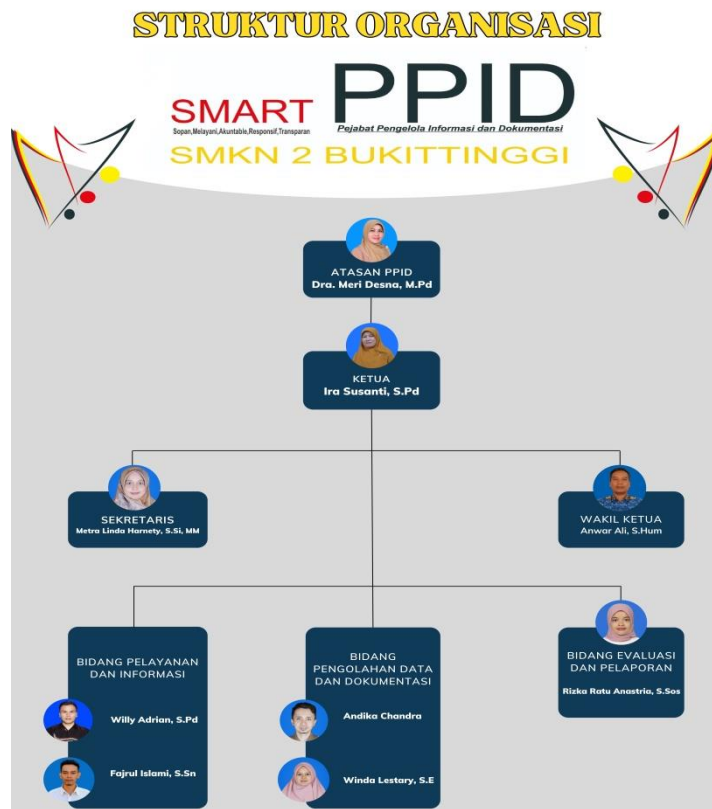 STRUKTUR ORGANISASI
SMART PPID
Sopan,Melayani,Akuntable,Responsif,Transparan
Pejabat Pengelola Informasi dan Dokumentasi
SMKN 2 BUKITTINGGI
ATASAN PPID
Dra. Meri Desna, M.Pd
KETUA
Ira Susanti, S.Pd
SEKRETARIS
Metra Linda Harnety, S.Si, MM
WAKIL KETUA
Anwar Ali, S.Hum
BIDANG PELAYANAN
DAN INFORMASI
Willy Adrian, S.Pd
Fajrul Islami, S.Sn
BIDANG
PENGOLAHAN DATA
DAN DOKUMENTASI
Andika Chandra
Winda Lestary, S.E
BIDANG EVALUASI
DAN PELAPORAN
Rizka Ratu Anastria, S.Sos